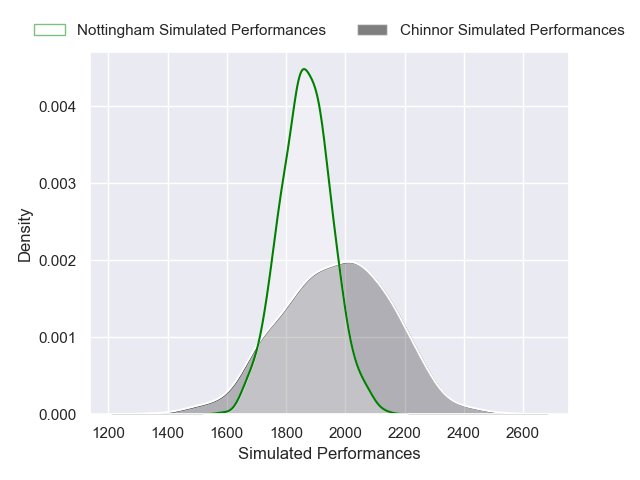 Nottingham Simulated Performances Chinnor Simulated Performances
0.004
0.003
0.002
0.001
0.000
Density
1200 1400 1600 1800 2000 2200 2400 2600
Simulated Performances